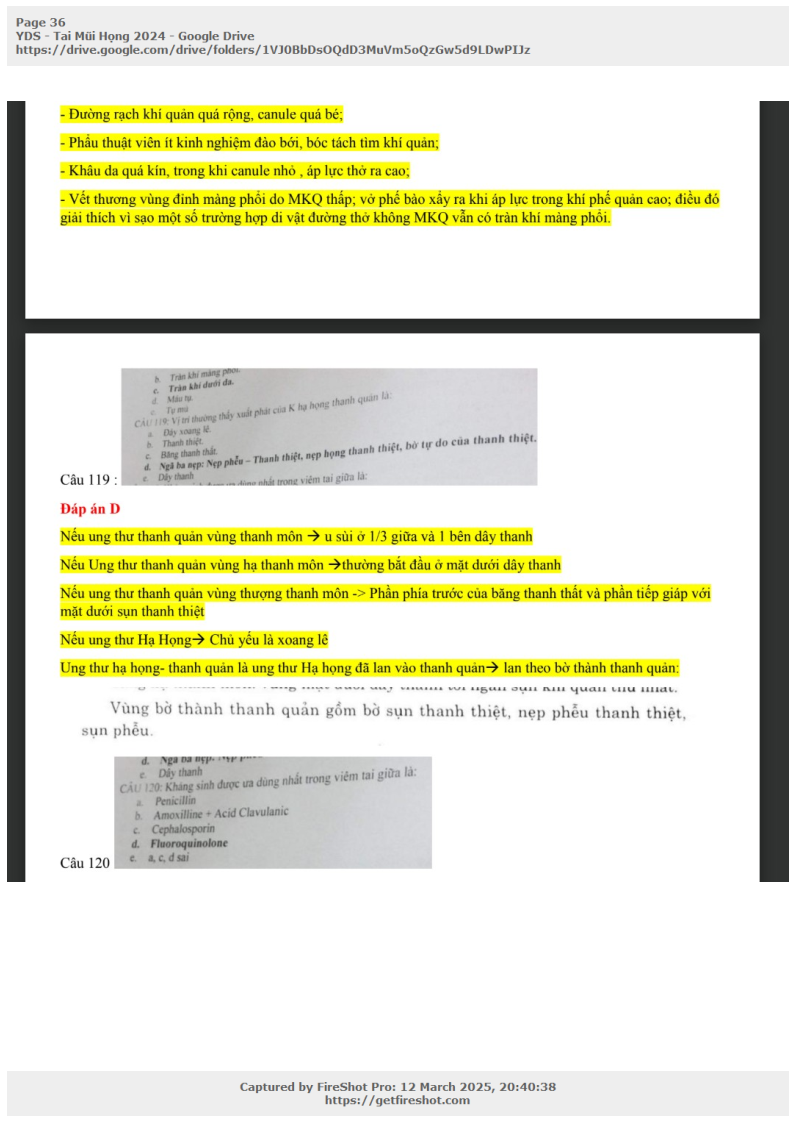 Page 36
YDS - Tai Mũi Họng 2024 - Google Drive
https://drive.google.com/drive/folders/1VJ0BbDsOQdD3MuVm5oQzGw5d9LDwPIJz
- Đường rạch khí quản quá rộng, canule quá bé;
- Phẩu thuật viên ít kinh nghiệm đào bới, bóc tách tìm khí quản;
- Khâu da quá kín, trong khi canule nhỏ , áp lực thở ra cao;
- Vết thương vùng đỉnh màng phổi do MKQ thấp; vở phế bào xẩy ra khi áp lực trong khí phế quản cao; điều đó
giải thích vì sao một số trường hợp dị vật đường thở không MKQ vẫn có tràn khí màng phổi.
b. Tràn khí màng phổi.
c. Tràn khí dưới da.
d. Máu tụ.
e. Tụ mủ
CÂU 119: Vị trí thường thấy xuất phát của K hạ họng thanh quản là:
a. Đáy xoang lê.
b. Thanh thiệt.
c. Băng thanh thất.
d. Ngã ba nẹp: Nẹp phễu – Thanh thiệt, nẹp họng thanh thiệt, bờ tự do của thanh thiệt.
e. Dây thanh
dùng nhất trong viêm tai giữa là:
Câu 119 :
Đáp án D
Nếu ung thư thanh quản vùng thanh môn → u sùi ở 1/3 giữa và 1 bên dây thanh
Nếu Ung thư thanh quản vùng hạ thanh môn →thường bắt đầu ở mặt dưới dây thanh
Nếu ung thư thanh quản vùng thượng thanh môn -> Phần phía trước của băng thanh thất và phần tiếp giáp với
mặt dưới sụn thanh thiệt
Nếu ung thư Hạ Họng→ Chủ yếu là xoang lê
Ung thư hạ họng- thanh quản là ung thư Hạ họng đã lan vào thanh quản→ lan theo bờ thành thanh quản:
Vùng bờ thành thanh quản gồm bờ sụn thanh thiệt, nẹp phễu thanh thiệt,
sụn phễu.
d. Ngã ba nẹp:
e. Dây thanh
CÂU 120: Kháng sinh được ưa dùng nhất trong viêm tai giữa là:
a. Penicillin
b. Amoxilline + Acid Clavulanic
c. Cephalosporin
d. Fluoroquinolone
e. a, c, d sai
Câu 120
Captured by FireShot Pro: 12 March 2025, 20:40:38
https://getfireshot.com